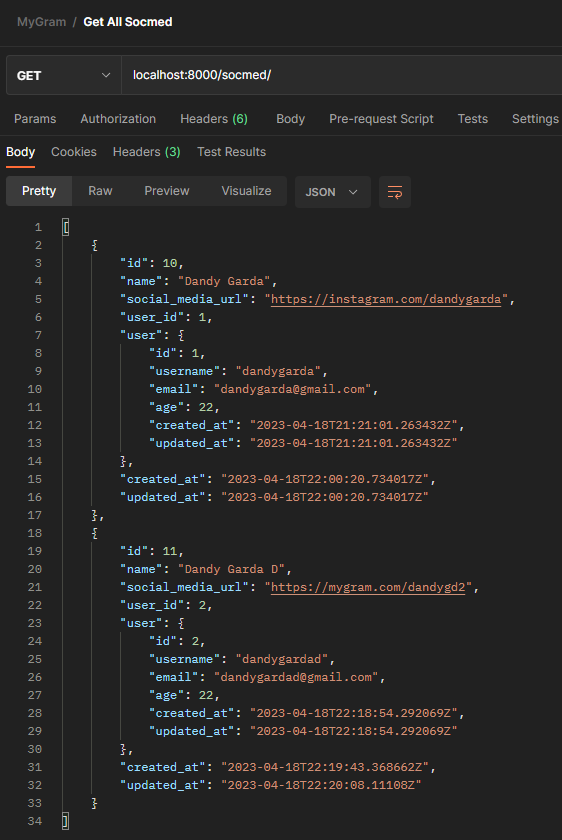 MyGram / Get All Socmed
GET localhost:8000/socmed/
Params Authorization Headers (6) Body Pre-request Script Tests Settings
Body Cookies Headers (3) Test Results
Pretty Raw Preview Visualize JSON
1 [
2 {
3 "id": 10,
4 "name": "Dandy Garda",
5 "social_media_url": "https://instagram.com/dandygarda",
6 "user_id": 1,
7 "user": {
8 "id": 1,
9 "username": "dandygarda",
10 "email": "dandygarda@gmail.com",
11 "age": 22,
12 "created_at": "2023-04-18T21:21:01.263432Z",
13 "updated_at": "2023-04-18T21:21:01.263432Z"
14 },
15 "created_at": "2023-04-18T22:00:20.734017Z",
16 "updated_at": "2023-04-18T22:00:20.734017Z"
17 },
18 {
19 "id": 11,
20 "name": "Dandy Garda D",
21 "social_media_url": "https://mygram.com/dandygd2",
22 "user_id": 2,
23 "user": {
24 "id": 2,
25 "username": "dandygardad",
26 "email": "dandygardad@gmail.com",
27 "age": 22,
28 "created_at": "2023-04-18T22:18:54.292069Z",
29 "updated_at": "2023-04-18T22:18:54.292069Z"
30 },
31 "created_at": "2023-04-18T22:19:43.368662Z",
32 "updated_at": "2023-04-18T22:20:08.11108Z"
33 }
34 ]